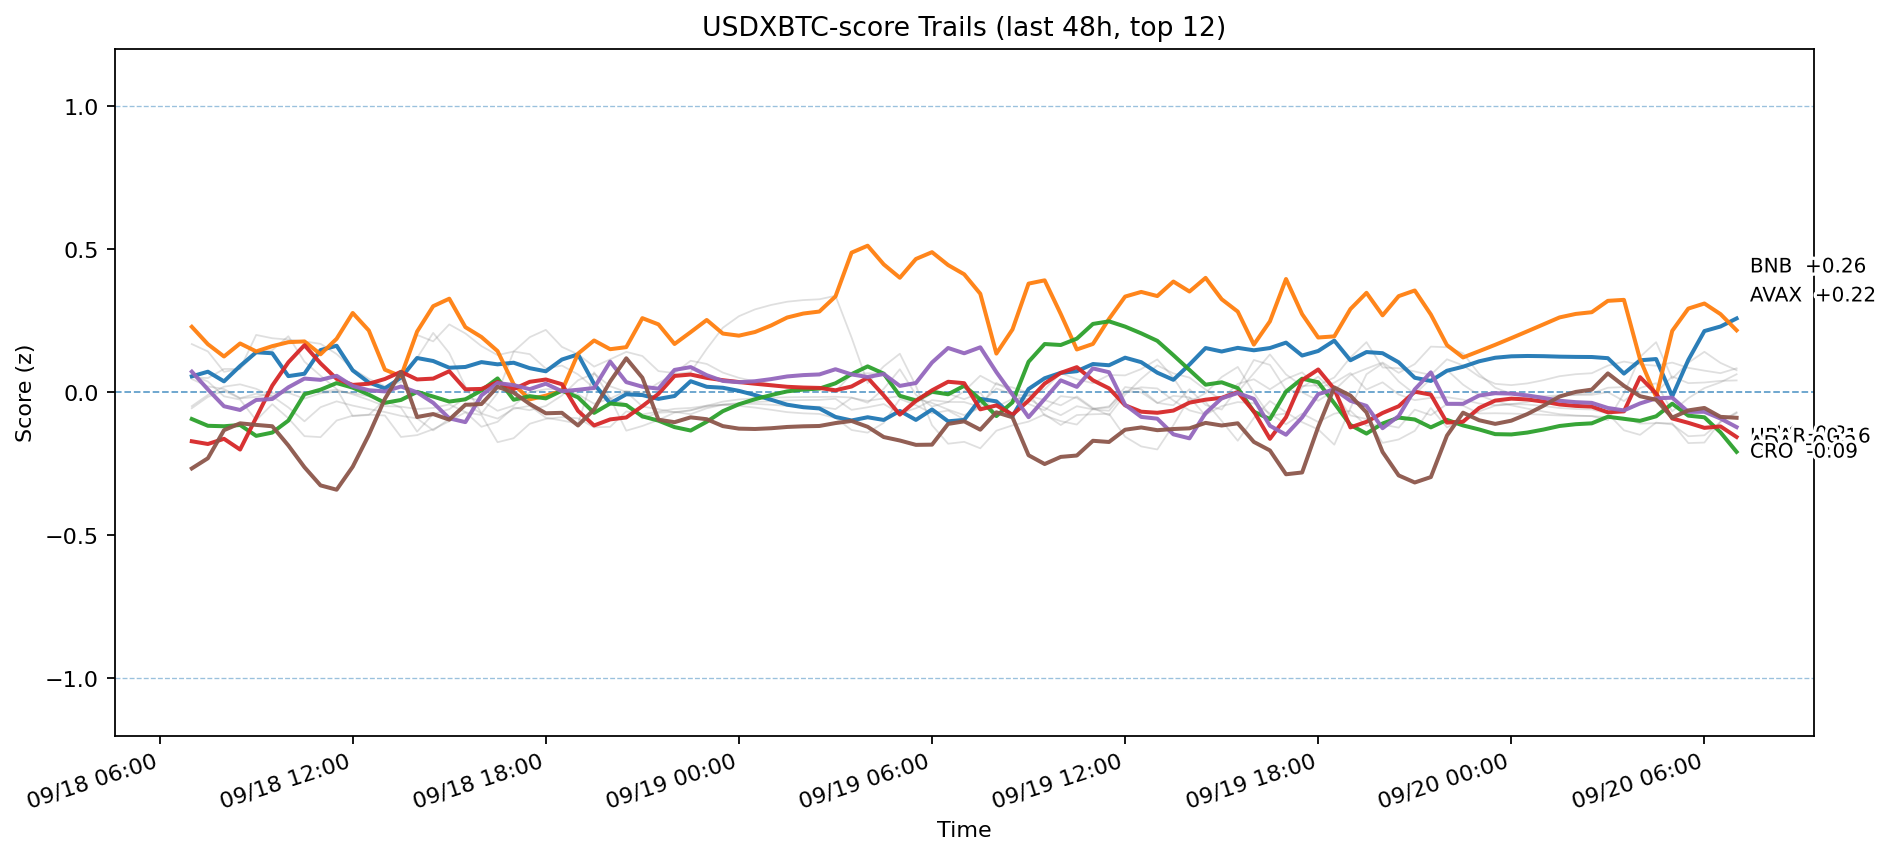 USDXBTC-score Trails (last 48h, top 12)
Score (z)
1.0
0.5
0.0
−0.5
−1.0
BNB +0.26
AVAX +0.22
CRO -0.09
09/18 06:00
09/18 12:00
09/18 18:00
09/19 00:00
09/19 06:00
09/19 12:00
09/19 18:00
09/20 00:00
09/20 06:00
Time